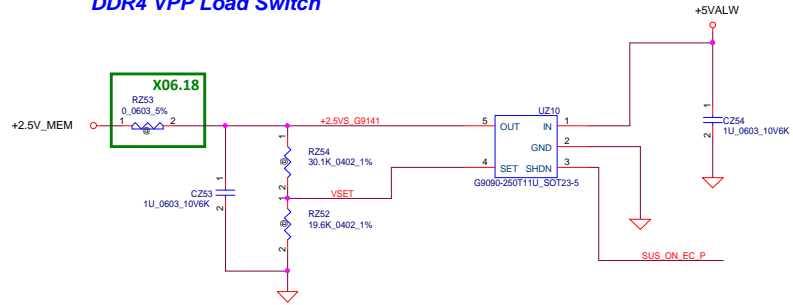 DDR4 VPP Load Switch
+5VALW
X06.18
RZ53
0_0603_5%
+2.5V_MEM
1
2
@
+2.5VS_G9141
UZ10
5
OUT
IN
1
GND
2
4
SET
SHDN
3
G9090-250T11U_SOT23-5
1
CZ54
1U_0603_10V6K
2
1
RZ54
30.1K_0402_1%
@
2
VSET
1
CZ53
1U_0603_10V6K
2
1
RZ52
19.6K_0402_1%
@
2
SUS_ON_EC_P